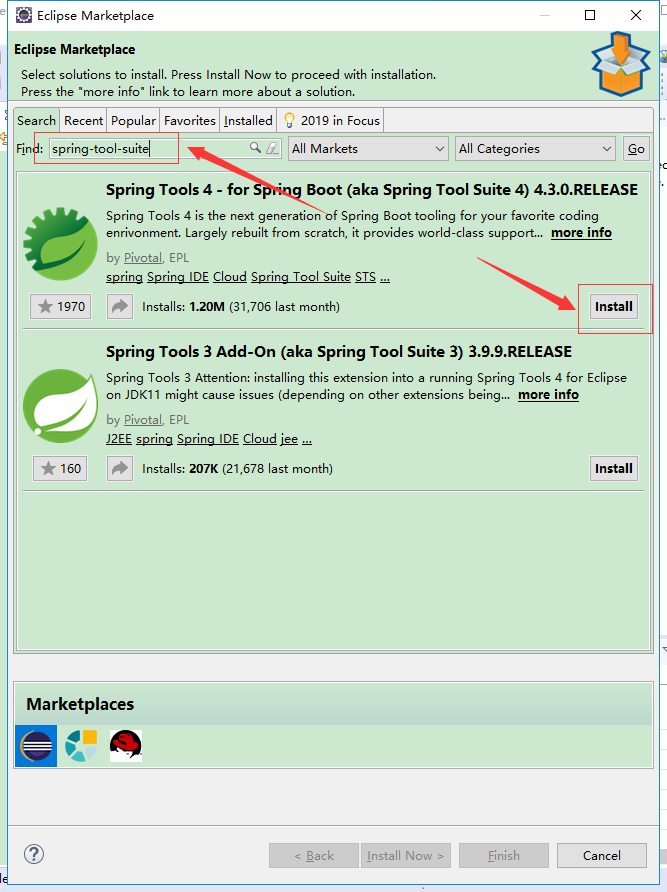 Eclipse Marketplace
Eclipse Marketplace
Select solutions to install. Press Install Now to proceed with installation.
Press the "more info" link to learn more about a solution.
Search Recent Popular Favorites Installed 2019 in Focus
Find: spring-tool-suite All Markets All Categories Go
Spring Tools 4 - for Spring Boot (aka Spring Tool Suite 4) 4.3.0.RELEASE
Spring Tools 4 is the next generation of Spring Boot tooling for your favorite coding
enrivonment. Largely rebuilt from scratch, it provides world-class support... more info
by Pivotal, EPL
spring Spring IDE Cloud Spring Tool Suite STS ...
1970 Installs: 1.20M (31,706 last month) Install
Spring Tools 3 Add-On (aka Spring Tool Suite 3) 3.9.9.RELEASE
Spring Tools 3 Attention: installing this extension into a running Spring Tools 4 for Eclipse
on JDK11 might cause issues (depending on other extensions being... more info
by Pivotal, EPL
J2EE spring Spring IDE Cloud jee ...
160 Installs: 207K (21,678 last month) Install
Marketplaces
? < Back Install Now > Finish Cancel